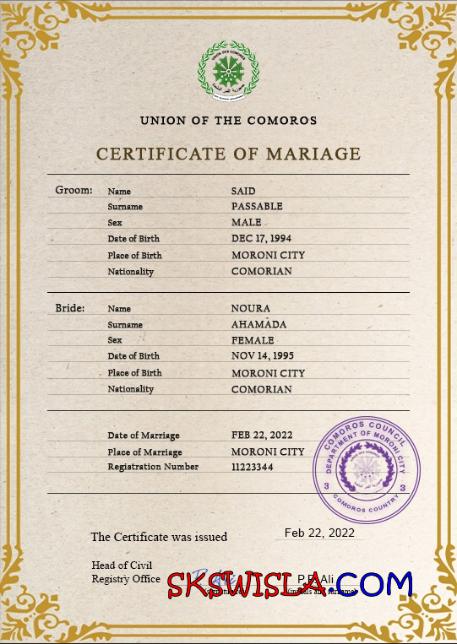 UNION OF THE COMOROS
CERTIFICATE OF MARIAGE
Groom: Name SAID
Surname PASSABLE
Sex MALE
Date of Birth DEC 17, 1994
Place of Birth MORONI CITY
Nationality COMORIAN
Bride: Name NOURA
Surname AHAMADA
Sex FEMALE
Date of Birth NOV 14, 1995
Place of Birth MORONI CITY
Nationality COMORIAN
Date of Marriage FEB 22, 2022
Place of Marriage MORONI CITY
Registration Number 11223344
COMOROS COUNCIL
DEPARTMENT OF MORONI CITY
3 3
COMOROS COUNTRY
The Certificate was issued Feb 22, 2022
Head of Civil
Registry Office
Ali
SKSWISLA.COM